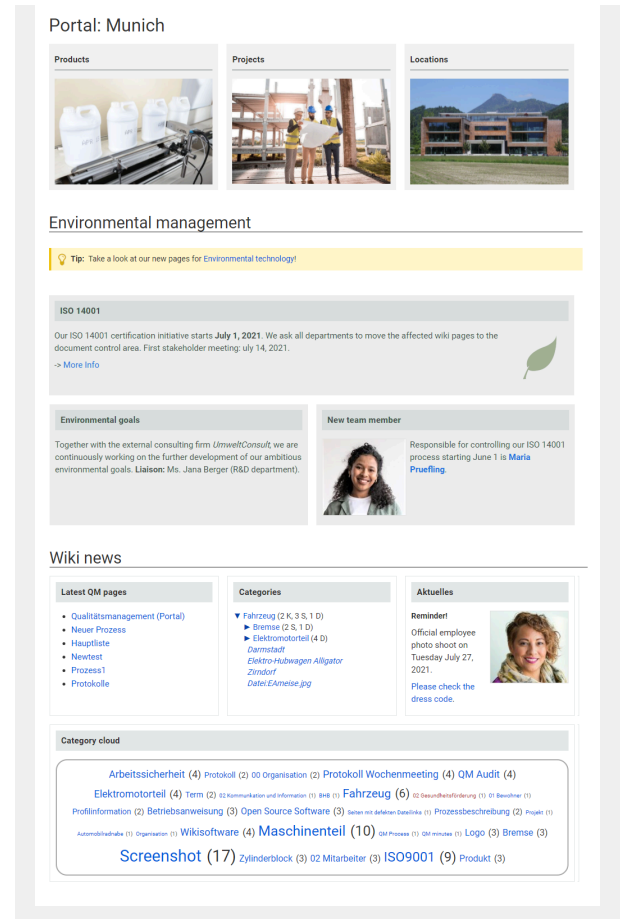 Portal: Munich
Products
Projects
Locations
Environmental management
Tip: Take a look at our new pages for Environmental technology!
ISO 14001
Our ISO 14001 certification initiative starts July 1, 2021. We ask all departments to move the affected wiki pages to the
document control area. First stakeholder meeting: uly 14, 2021.
-> More Info
Environmental goals
Together with the external consulting firm UmweltConsult, we are
continuously working on the further development of our ambitious
environmental goals. Liaison: Ms. Jana Berger (R&D department).
New team member
Responsible for controlling our ISO 14001
process starting June 1 is Maria
Pruefling.
Wiki news
Latest QM pages
Qualitätsmanagement (Portal)
Neuer Prozess
Hauptliste
Newtest
Prozess1
Protokolle
Categories
▼ Fahrzeug (2 K, 3 S, 1 D)
► Bremse (2 S, 1 D)
► Elektromotorteil (4 D)
Darmstadt
Elektro-Hubwagen Alligator
Zirndorf
Datei:EAmeise.jpg
Aktuelles
Reminder!
Official employee
photo shoot on
Tuesday July 27,
2021.
Please check the
dress code.
Category cloud
Arbeitssicherheit (4) Protokoll (2) 00 Organisation (2) Protokoll Wochenmeeting (4) QM Audit (4)
Elektromotorteil (4) Term (2) 02 Kommunikation und Information (1) BHB (1) Fahrzeug (6) 02 Gesundheitsförderung (1) 01 Bewohner (1)
Profilinformation (2) Betriebsanweisung (3) Open Source Software (3) Seiten mit defekten Dateilinks (1) Prozessbeschreibung (2) Projekt (1)
Automobilradnabe (1) Organisation (1) Wikisoftware (4) Maschinenteil (10) QM Process (1) QM minutes (1) Logo (3) Bremse (3)
Screenshot (17) Zylinderblock (3) 02 Mitarbeiter (3) ISO9001 (9) Produkt (3)